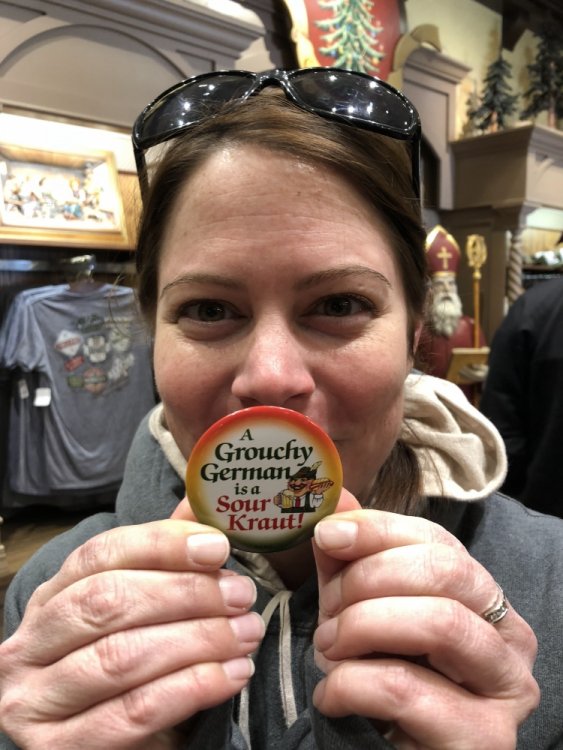 A
Grouchy
German
is a
Sour
Kraut!